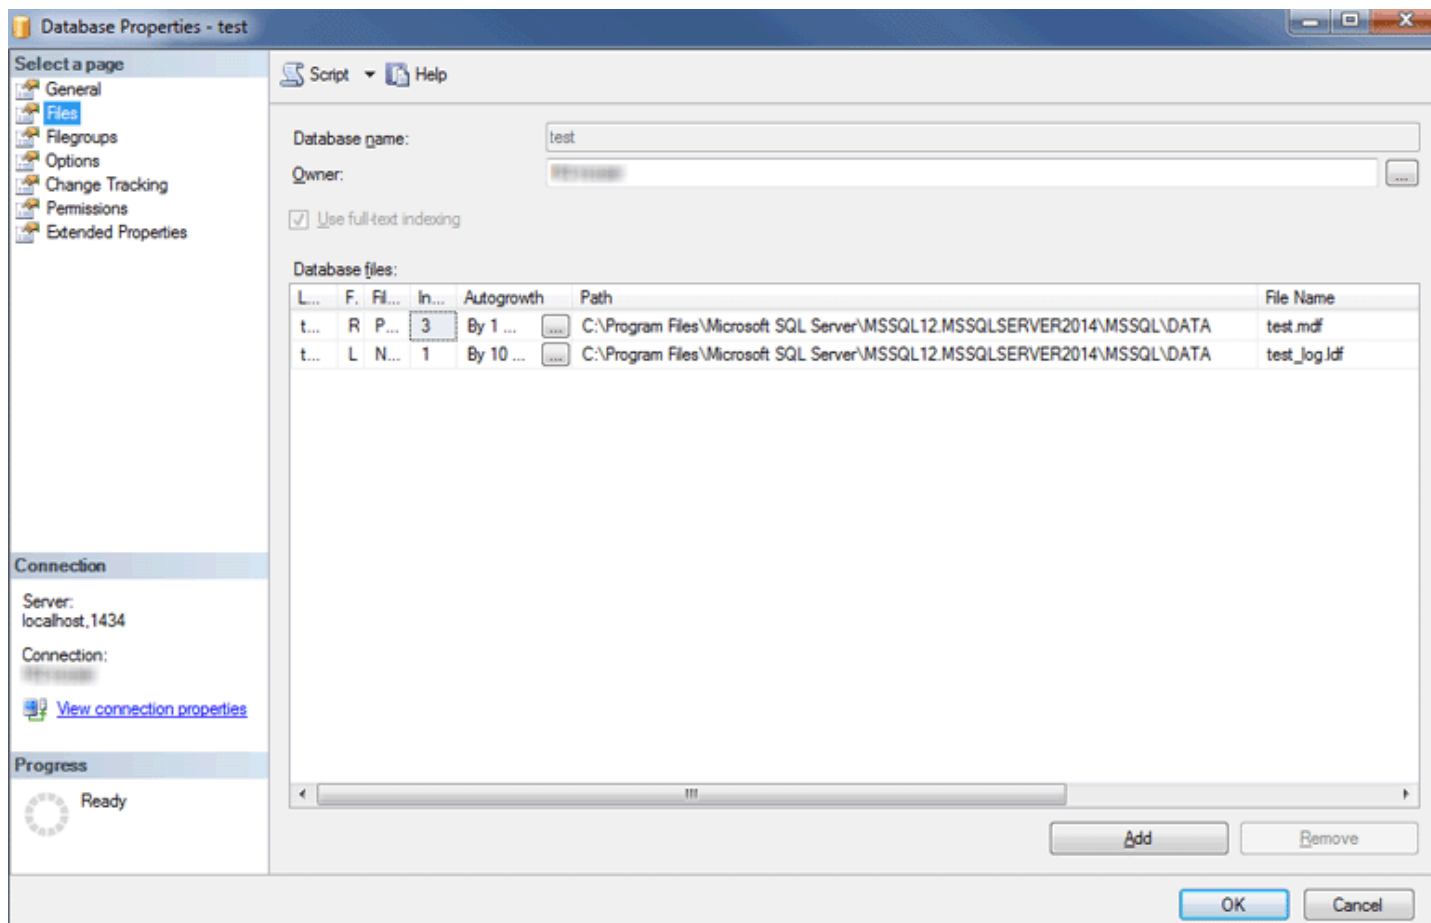 Database Properties - test
Select a page
General
Files
Filegroups
Options
Change Tracking
Permissions
Extended Properties
Script Help
Database name: test
Owner: ...
Use full-text indexing
Database files:
L... F. Fil... In... Autogrowth Path File Name
t... R P... 3 By 1 ... ... C:\Program Files\Microsoft SQL Server\MSSQL12.MSSQLSERVER2014\MSSQL\DATA test.mdf
t... L N... 1 By 10 ... ... C:\Program Files\Microsoft SQL Server\MSSQL12.MSSQLSERVER2014\MSSQL\DATA test_log.ldf
Connection
Server:
localhost,1434
Connection:
View connection properties
Progress
Ready
Add Remove
OK Cancel